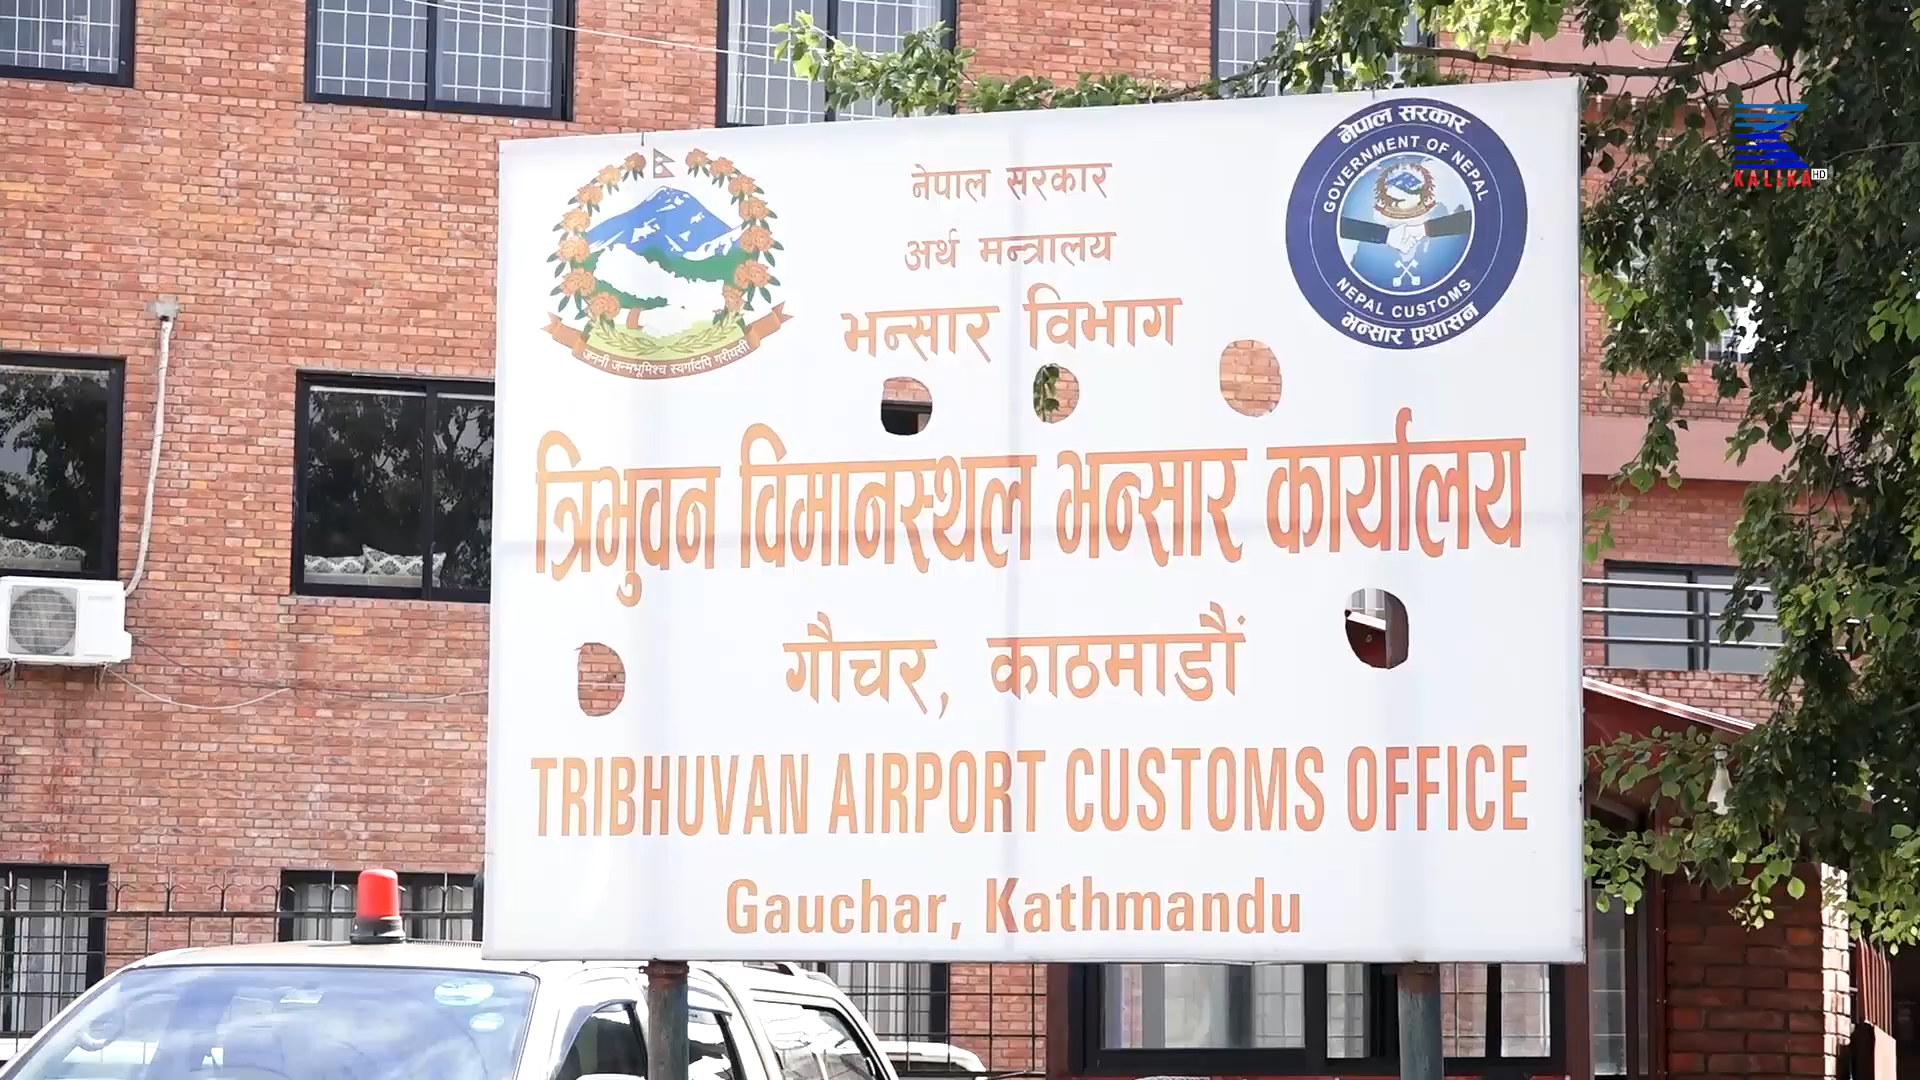 नेपाल सरकार
अर्थ मन्त्रालय
भन्सार विभाग
जननी जन्मभूमिश्च स्वर्गादपि गरीयसी
नेपाल सरकार
GOVERNMENT OF NEPAL
NEPAL CUSTOMS
भन्सार प्रशासन
KALIKA HD
त्रिभुवन विमानस्थल भन्सार कार्यालय
गौचर, काठमाडौं
TRIBHUVAN AIRPORT CUSTOMS OFFICE
Gauchar, Kathmandu